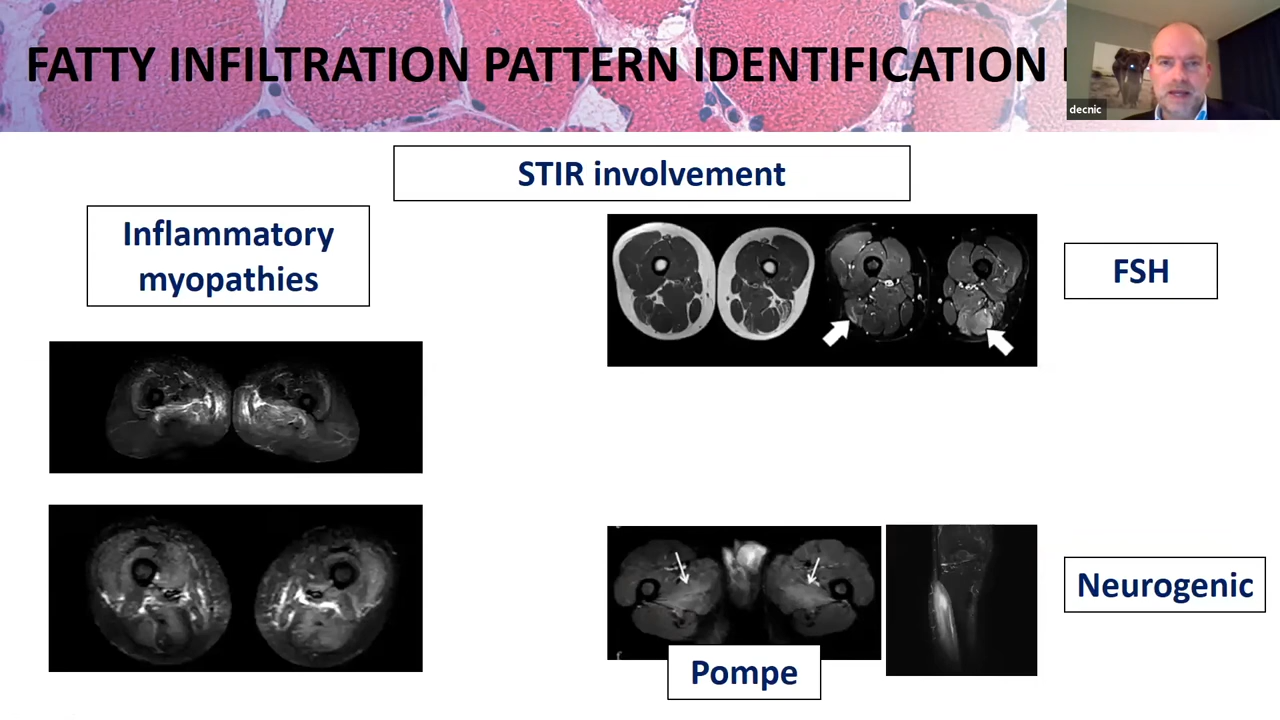 FATTY INFILTRATION PATTERN IDENTIFICATION
decnic
STIR involvement
Inflammatory
myopathies
FSH
Neurogenic
Pompe